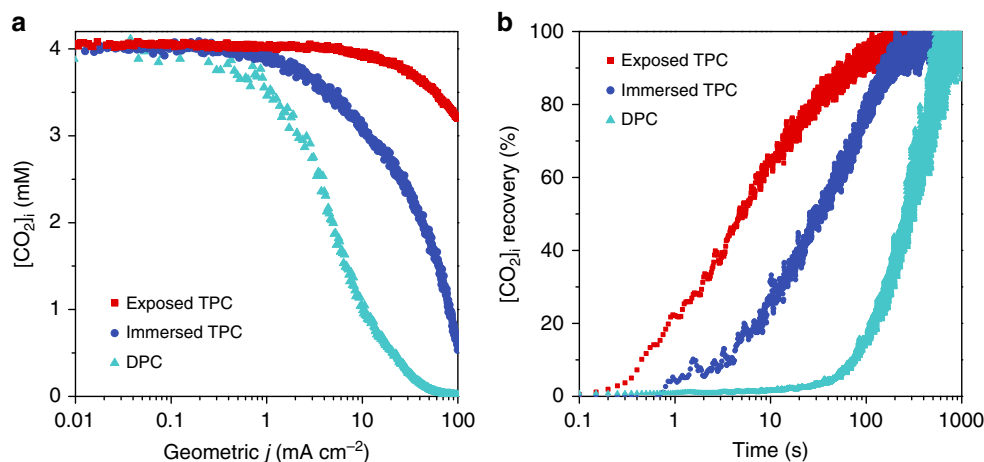 a
[CO₂]ᵢ (mM)
4
3
2
1
0
Exposed TPC
Immersed TPC
DPC
0.01
0.1
1
10
100
Geometric j (mA cm⁻²)
b
[CO₂]ᵢ recovery (%)
100
80
60
40
20
0
Exposed TPC
Immersed TPC
DPC
0.1
1
10
100
1000
Time (s)